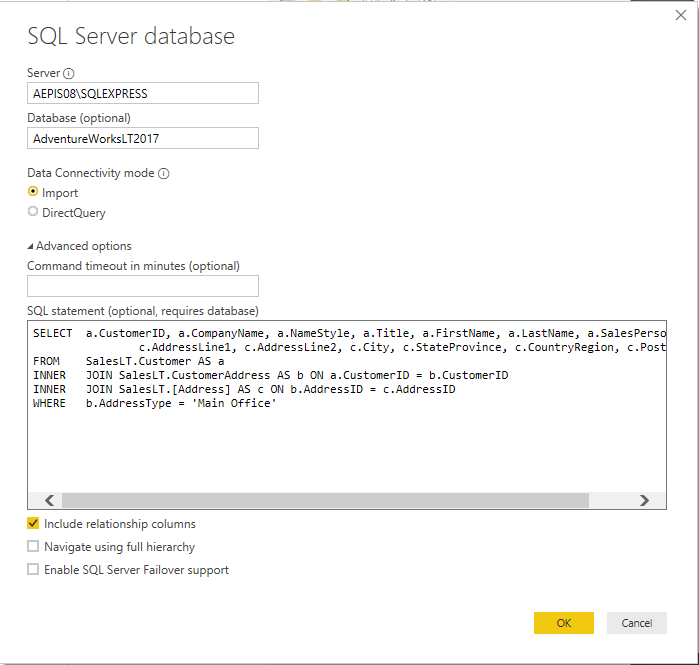 SQL Server database
Server
AEPIS08\SQLEXPRESS
Database (optional)
AdventureWorksLT2017
Data Connectivity mode
Import
DirectQuery
Advanced options
Command timeout in minutes (optional)
SQL statement (optional, requires database)
SELECT  a.CustomerID, a.CompanyName, a.NameStyle, a.Title, a.FirstName, a.LastName, a.SalesPerso
c.AddressLine1, c.AddressLine2, c.City, c.StateProvince, c.CountryRegion, c.Post
FROM    SalesLT.Customer AS a
INNER   JOIN SalesLT.CustomerAddress AS b ON a.CustomerID = b.CustomerID
INNER   JOIN SalesLT.[Address] AS c ON b.AddressID = c.AddressID
WHERE   b.AddressType = 'Main Office'
Include relationship columns
Navigate using full hierarchy
Enable SQL Server Failover support
OK
Cancel